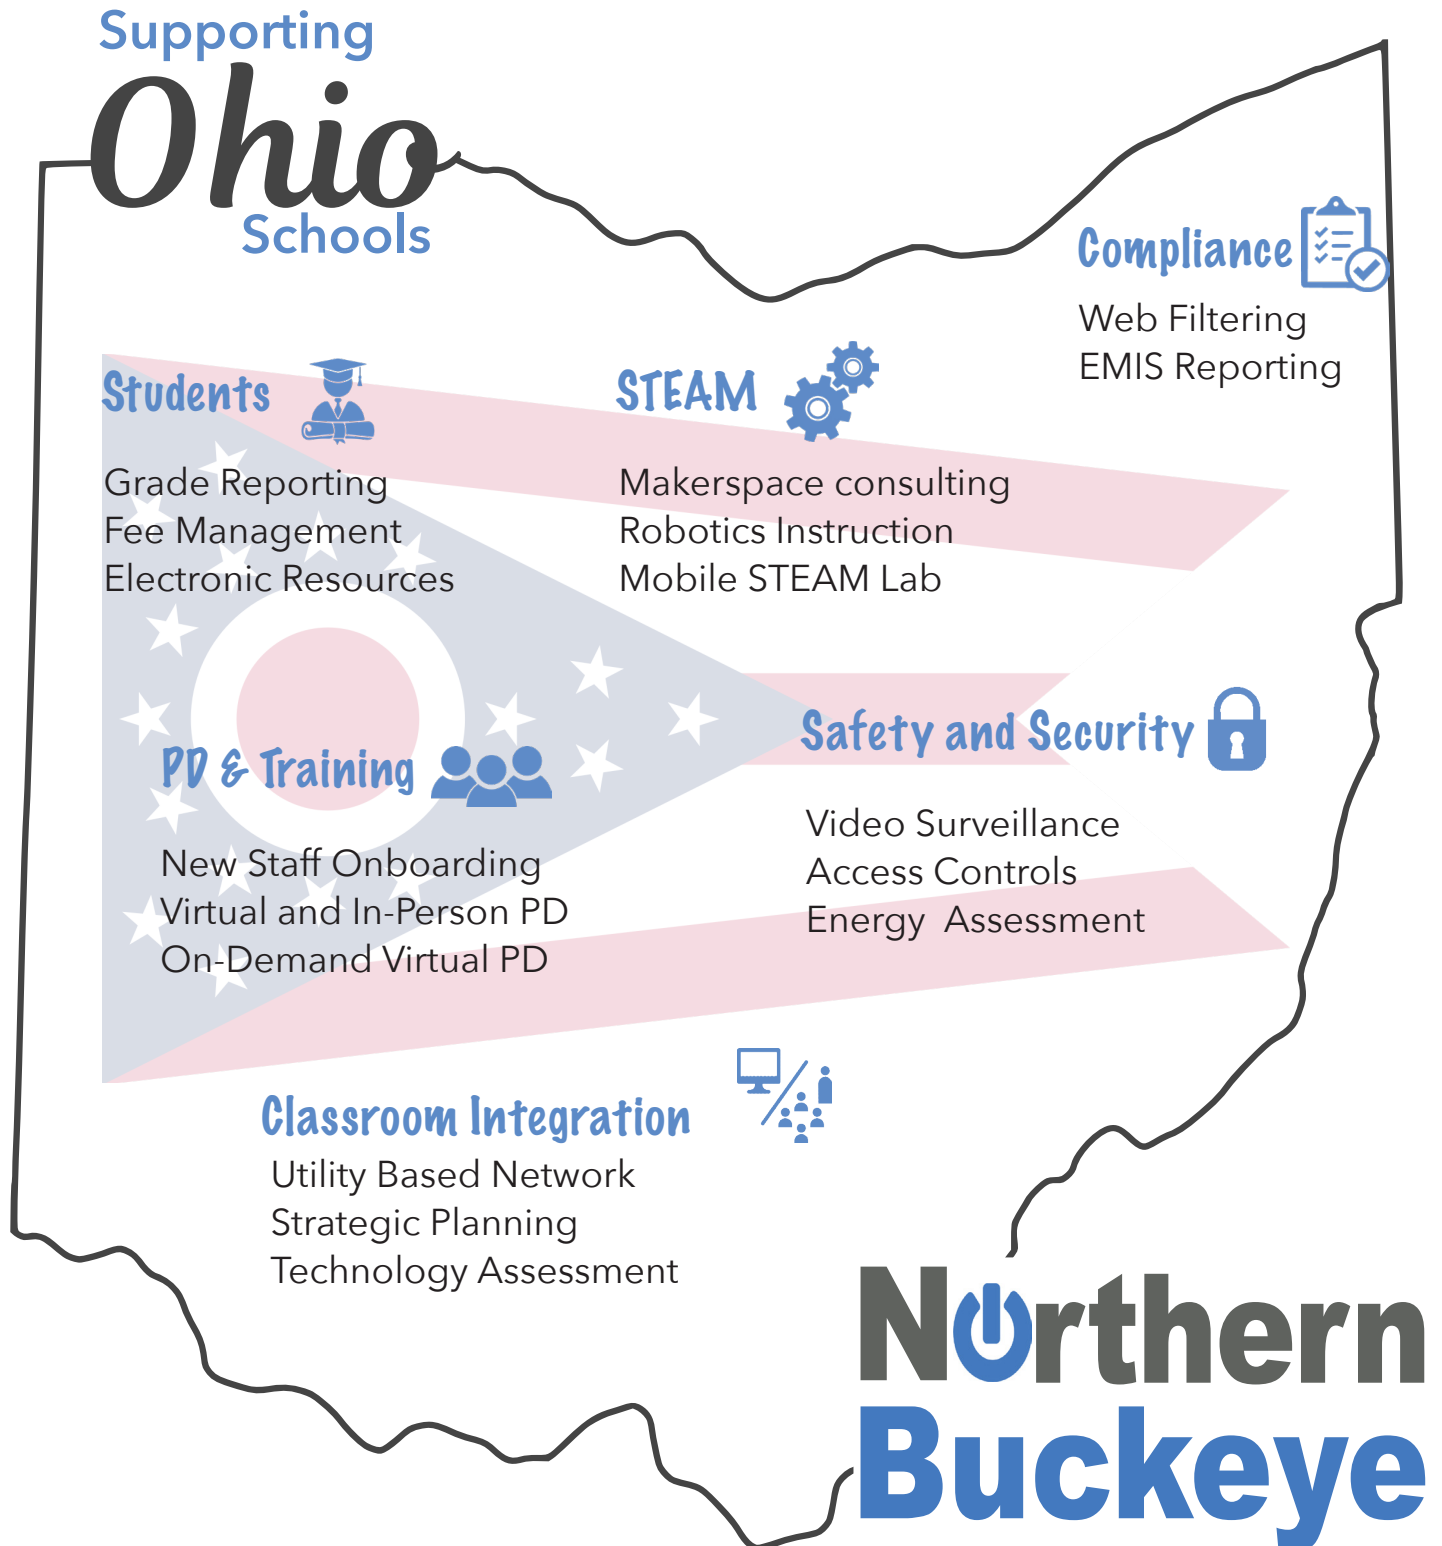 Supporting
Ohio
Schools
Compliance
Web Filtering
EMIS Reporting
Students
Grade Reporting
Fee Management
Electronic Resources
STEAM
Makerspace consulting
Robotics Instruction
Mobile STEAM Lab
PD & Training
New Staff Onboarding
Virtual and In-Person PD
On-Demand Virtual PD
Safety and Security
Video Surveillance
Access Controls
Energy  Assessment
Classroom Integration
Utility Based Network
Strategic Planning
Technology Assessment
Northern
Buckeye